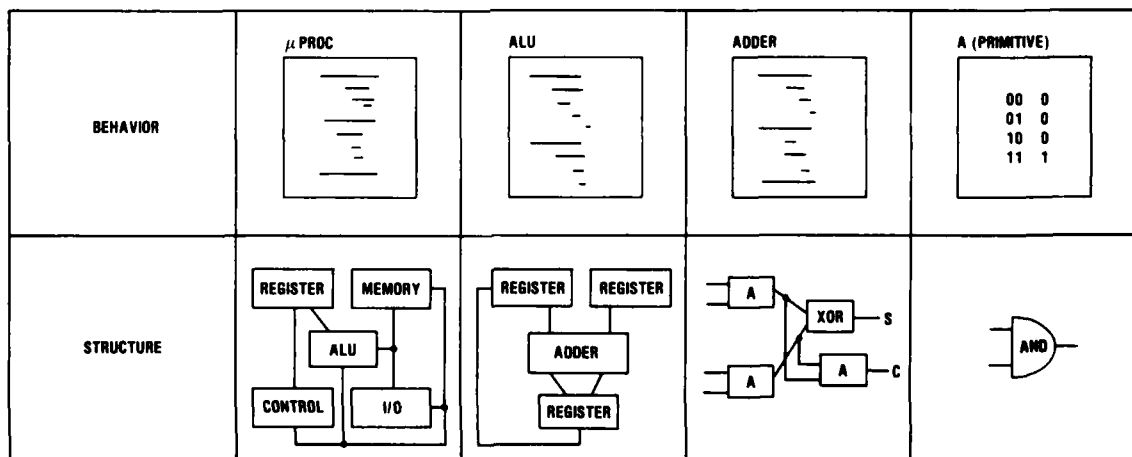 μ PROC
ALU
ADDER
A (PRIMITIVE)
BEHAVIOR
00 0
01 0
10 0
11 1
STRUCTURE
REGISTER
MEMORY
ALU
CONTROL
I/O
REGISTER
REGISTER
ADDER
REGISTER
A
XOR
S
A
A
C
AND